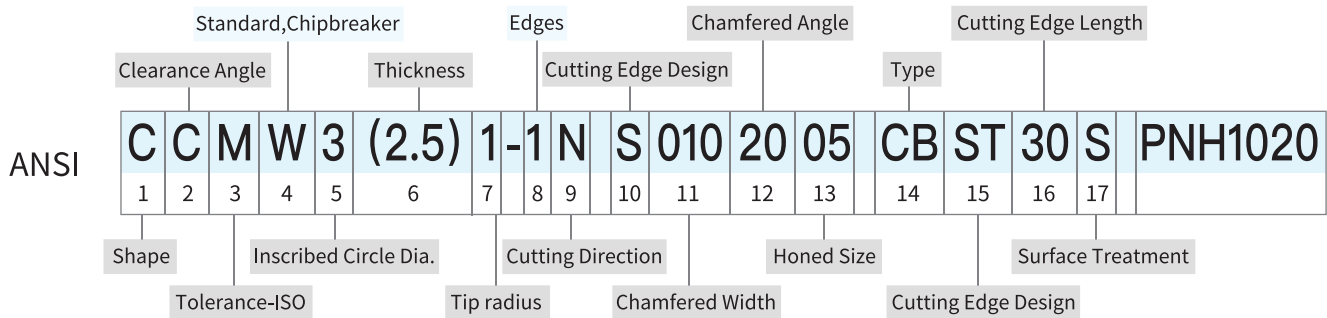 Chamfered Angle Cutting Edge Length
Standard,Chipbreaker Edges
Clearance Angle Thickness Cutting Edge Design Type
ANSI C C M W 3 (2.5) 1 -1 N S 010 20 05 CB ST 30 S PNH1020
1 2 3 4 5 6 7 8 9 10 11 12 13 14 15 16 17
Shape Inscribed Circle Dia. Cutting Direction Honed Size Surface Treatment
Tolerance-ISO Tip radius Chamfered Width Cutting Edge Design